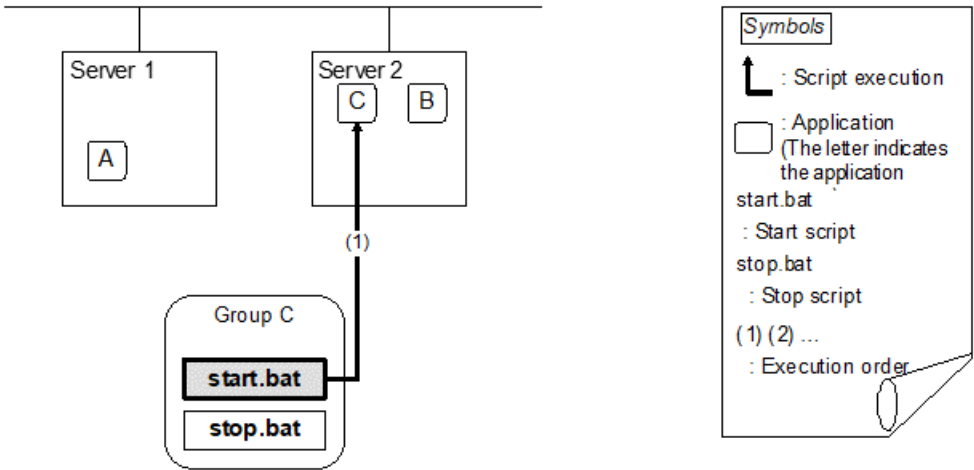 Server 1
A
Server 2
C
B
(1)
Group C
start.bat
stop.bat
Symbols
: Script execution
: Application
(The letter indicates
the application
start.bat
: Start script
stop.bat
: Stop script
(1) (2) ...
: Execution order